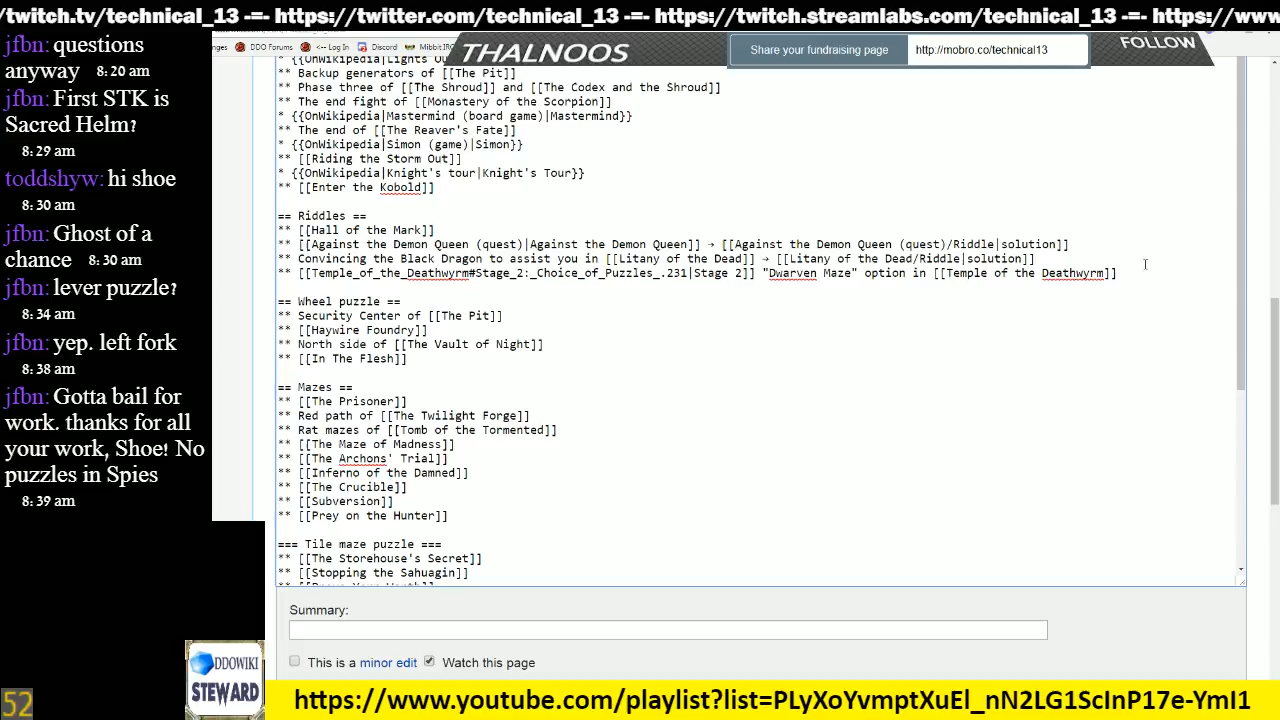 /twitch.tv/technical_13 -=- https://twitter.com/technical_13 -=- https://twitch.streamlabs.com/technical_13 -=- https://www
jfbn: questions
anyway 8:20 am
jfbn: First STK is
Sacred Helm?
8:29 am
toddshyw: hi shoe
8:30 am
jfbn: Ghost of a
chance 8:30 am
jfbn: lever puzzle?
8:34 am
jfbn: yep. left fork
8:38 am
jfbn: Gotta bail for
work. thanks for all
your work, Shoe! No
puzzles in Spies
8:39 am
52
DDOWIKI
STEWARD
nges DDO Forums <-- Log In Discord Mibbit IR
THALNOOS
Share your fundraising page
http://mobro.co/technical13
FOLLOW
* {{OnWikipedia|Lights Ou
** Backup generators of [[The Pit]]
** Phase three of [[The Shroud]] and [[The Codex and the Shroud]]
** The end fight of [[Monastery of the Scorpion]]
* {{OnWikipedia|Mastermind (board game)|Mastermind}}
** The end of [[The Reaver's Fate]]
* {{OnWikipedia|Simon (game)|Simon}}
** [[Riding the Storm Out]]
* {{OnWikipedia|Knight's tour|Knight's Tour}}
** [[Enter the Kobold]]
== Riddles ==
** [[Hall of the Mark]]
** [[Against the Demon Queen (quest)|Against the Demon Queen]] → [[Against the Demon Queen (quest)/Riddle|solution]]
** Convincing the Black Dragon to assist you in [[Litany of the Dead]] → [[Litany of the Dead/Riddle|solution]]
** [[Temple_of_the_Deathwyrm#Stage_2:_Choice_of_Puzzles_.231|Stage 2]] "Dwarven Maze" option in [[Temple of the Deathwyrm]]
== Wheel puzzle ==
** Security Center of [[The Pit]]
** [[Haywire Foundry]]
** North side of [[The Vault of Night]]
** [[In The Flesh]]
== Mazes ==
** [[The Prisoner]]
** Red path of [[The Twilight Forge]]
** Rat mazes of [[Tomb of the Tormented]]
** [[The Maze of Madness]]
** [[The Archons' Trial]]
** [[Inferno of the Damned]]
** [[The Crucible]]
** [[Subversion]]
** [[Prey on the Hunter]]
=== Tile maze puzzle ===
** [[The Storehouse's Secret]]
** [[Stopping the Sahuagin]]
Summary:
This is a minor edit Watch this page
https://www.youtube.com/playlist?list=PLyXoYvmptXuEl_nN2LG1ScInP17e-YmI1